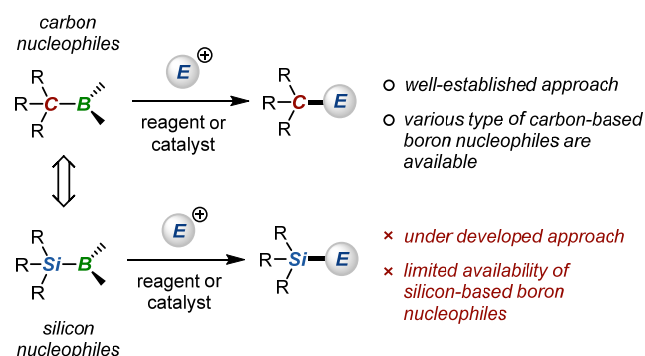 carbon
nucleophiles
R
R C B
R
E +
reagent or
catalyst
R
R C E
R
well-established approach
various type of carbon-based
boron nucleophiles are
available
R
R Si B
R
E +
reagent or
catalyst
R
R Si E
R
× under developed approach
× limited availability of
silicon-based boron
nucleophiles
silicon
nucleophiles